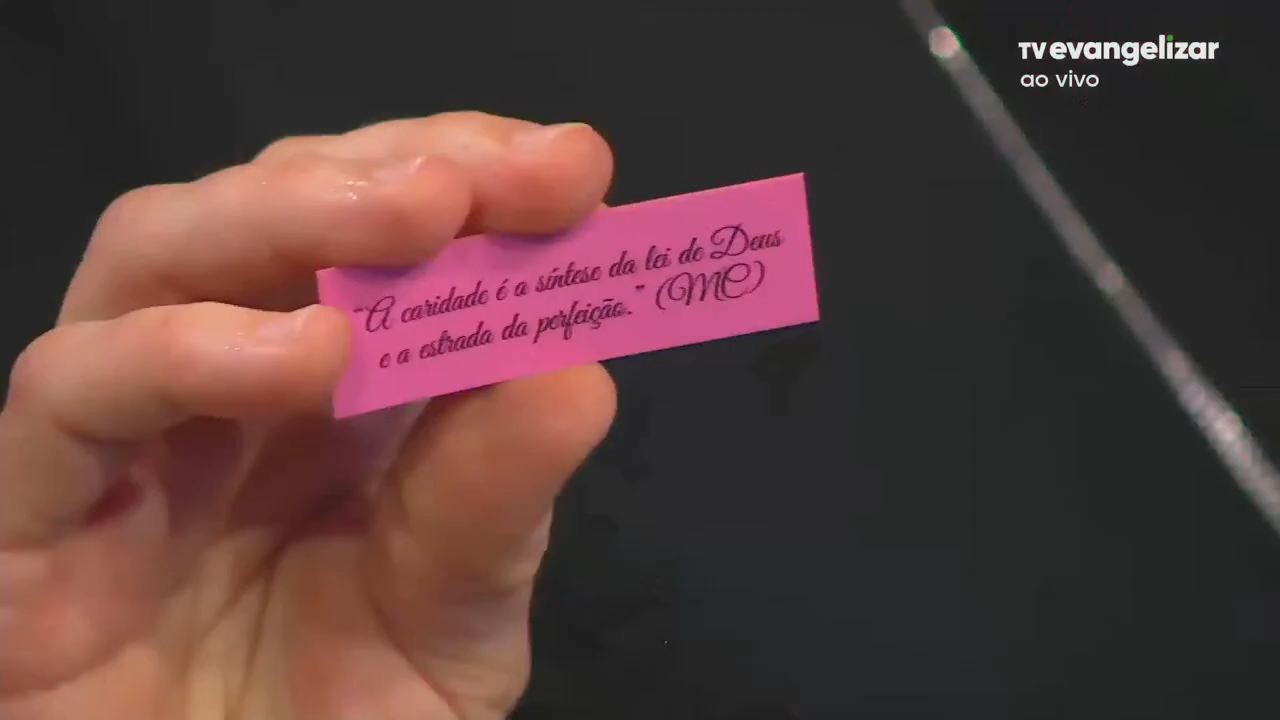 TVevangelizar
ao vivo
"A caridade é a síntese da lei de Deus
e a estrada da perfeição." (MC)